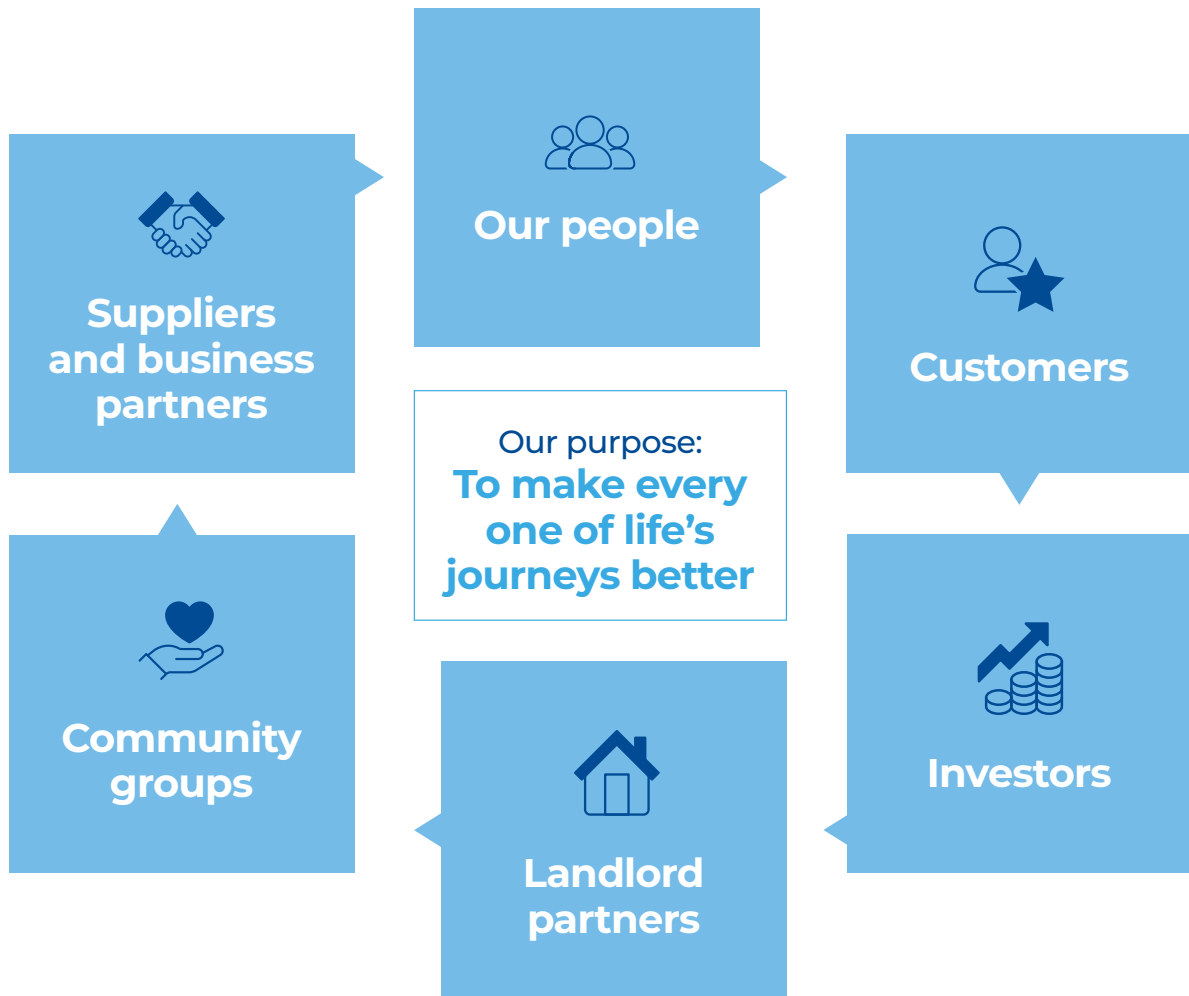 Our people
Customers
Investors
Landlord
partners
Community
groups
Suppliers
and business
partners
Our purpose:
To make every
one of life’s
journeys better